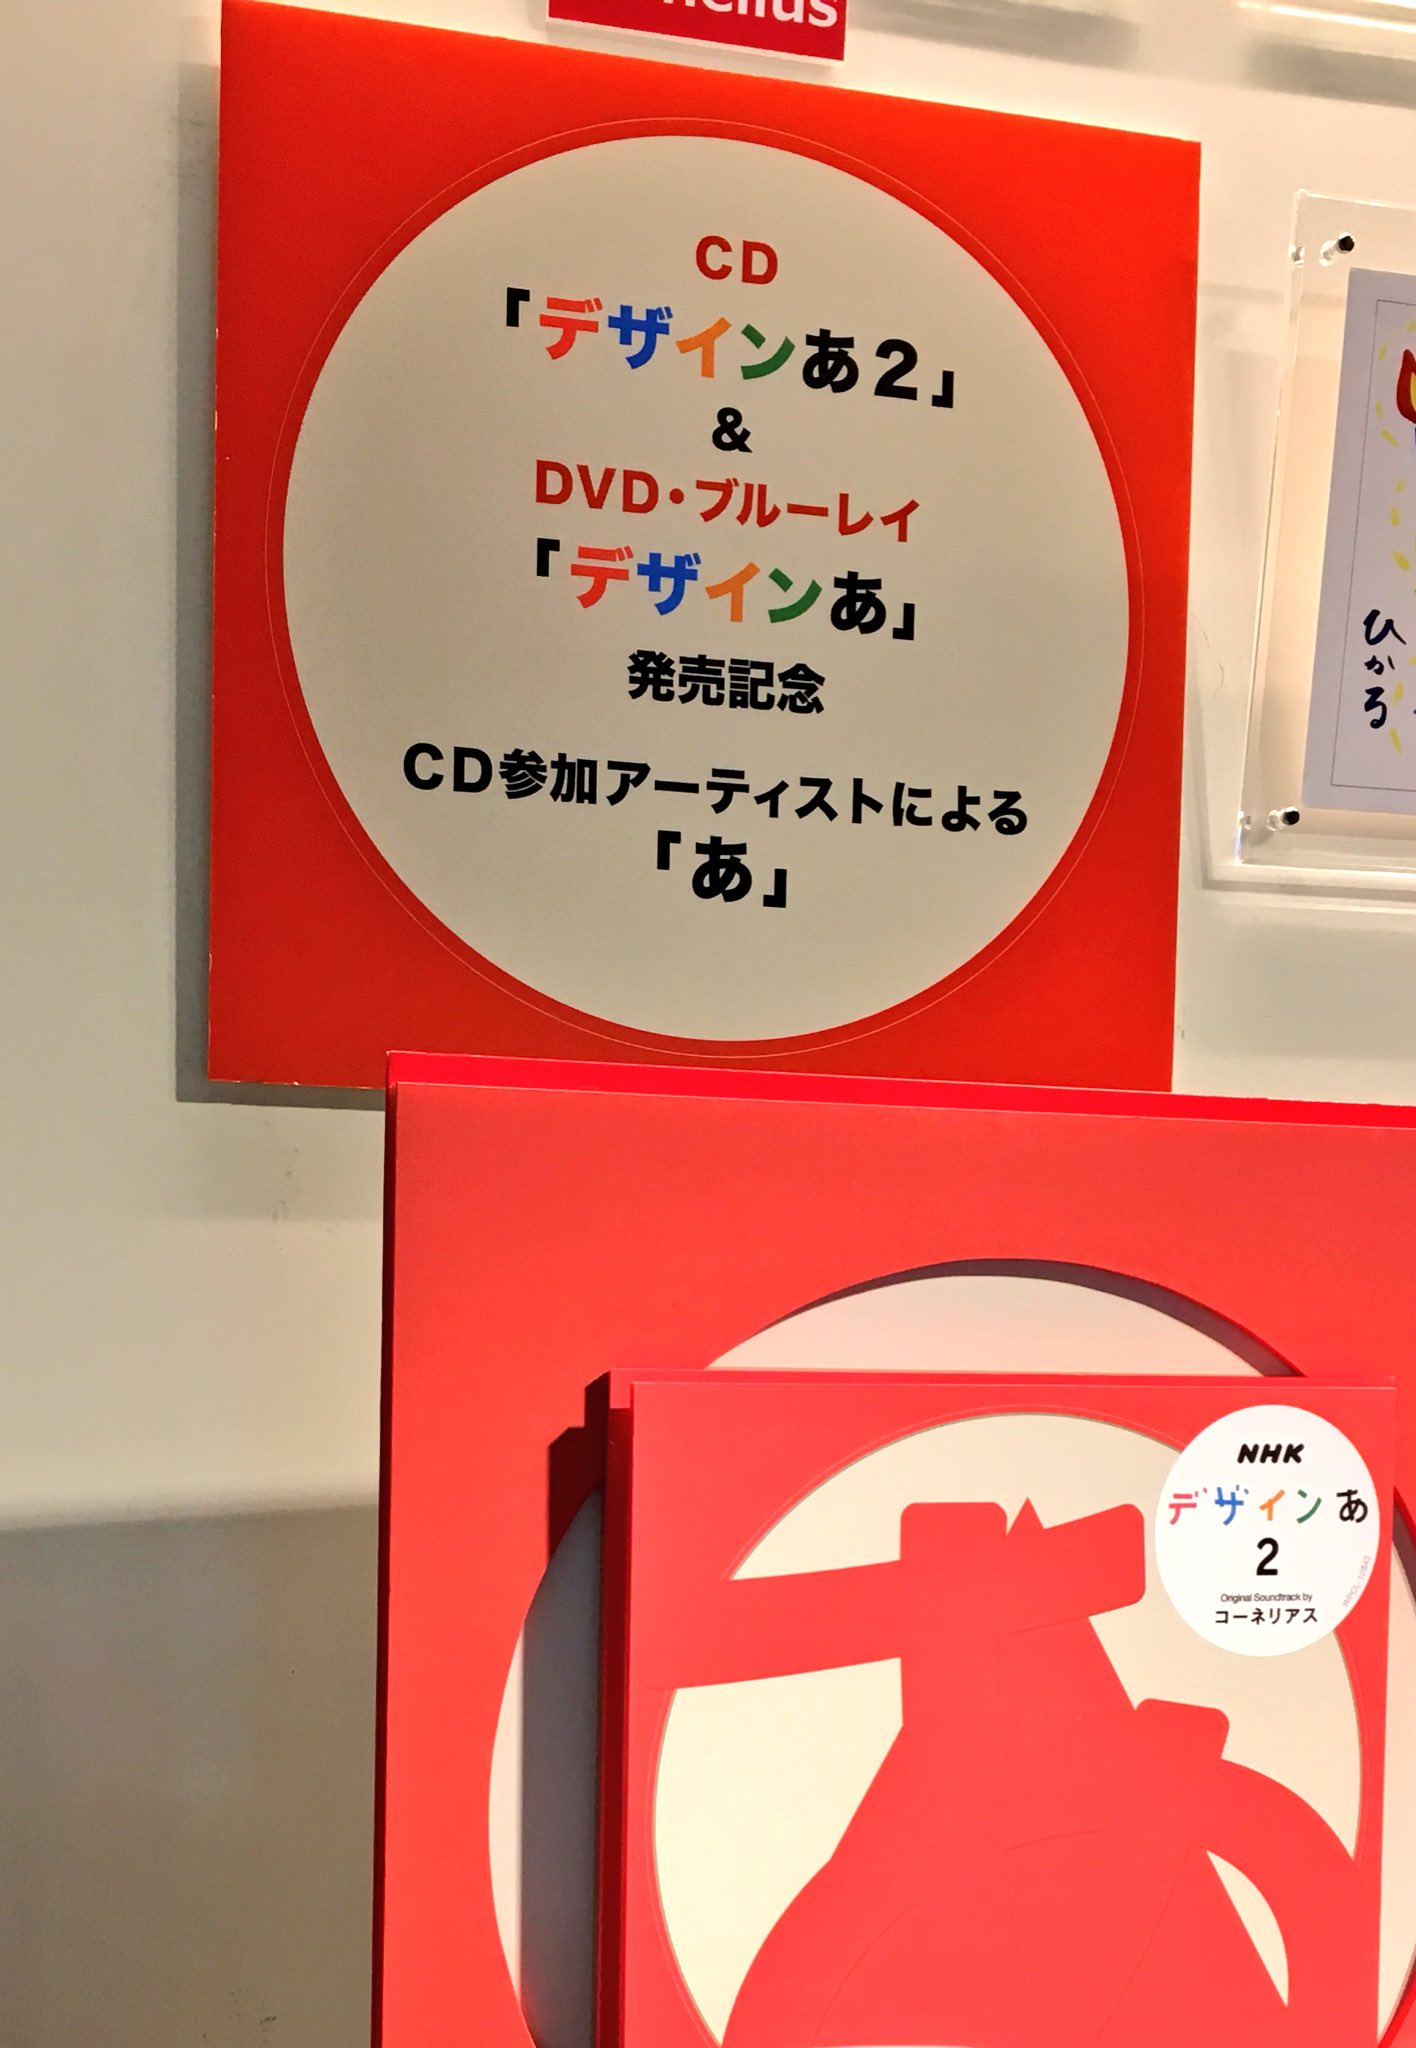 CD
「デザインあ2」
&
DVD・ブルーレイ
「デザインあ」
発売記念
CD参加アーティストによる
「あ」
ひかる
NHK
デザインあ
2
Original Soundtrack by
コーネリアス
WPCL-12842